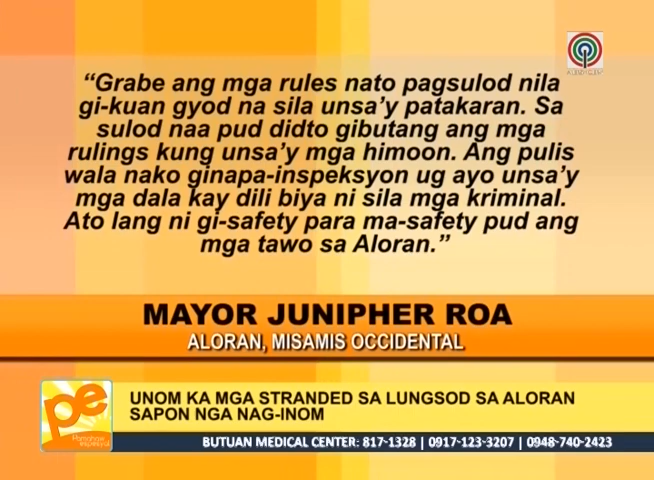 “Grabe ang mga rules nato pagsulod nila
gi-kuan gyod na sila unsa’y patakaran. Sa
sulod naa pud didto gibutang ang mga
rulings kung unsa’y mga himoon. Ang pulis
wala nako ginapa-inspeksyon ug ayo unsa’y
mga dala kay dili biya ni sila mga kriminal.
Ato lang ni gi-safety para ma-safety pud ang
mga tawo sa Aloran.”
MAYOR JUNIPHER ROA
ALORAN, MISAMIS OCCIDENTAL
pe
UNOM KA MGA STRANDED SA LUNGSOD SA ALORAN
SAPON NGA NAG-INOM
BUTUAN MEDICAL CENTER: 817-1328 | 0917-123-3207 | 0948-740-2423